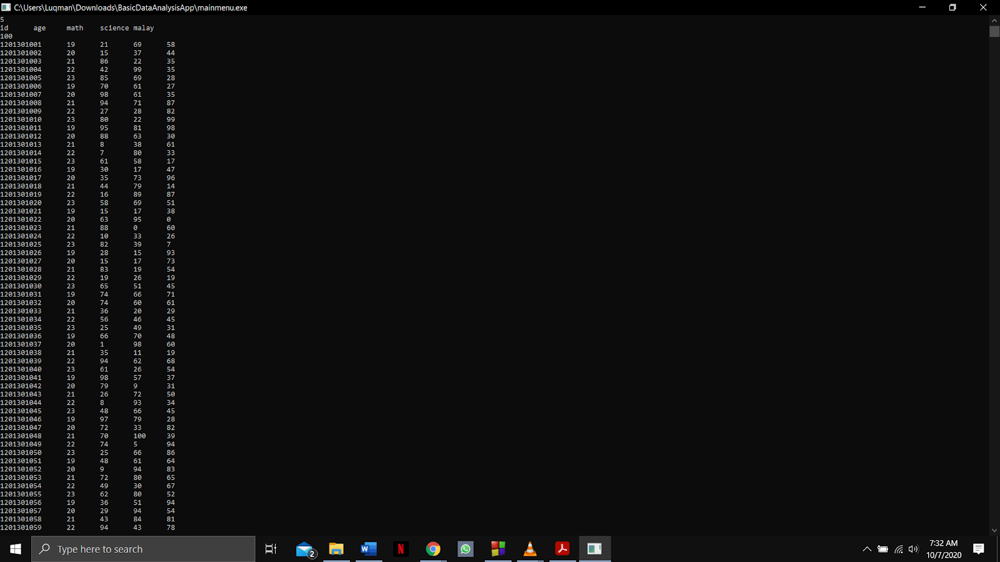 C:\Users\Luqman\Downloads\BasicDataAnalysisApp\mainmenu.exe
5
id age math science malay
100
1201301001 19 21 69 58
1201301002 20 15 37 44
1201301003 21 86 22 35
1201301004 22 42 99 35
1201301005 23 85 69 28
1201301006 19 70 61 27
1201301007 20 98 61 35
1201301008 21 94 71 87
1201301009 22 27 28 82
1201301010 23 80 22 99
1201301011 19 95 81 98
1201301012 20 88 63 30
1201301013 21 8 38 61
1201301014 22 7 80 33
1201301015 23 61 58 17
1201301016 19 30 17 47
1201301017 20 35 73 96
1201301018 21 44 79 14
1201301019 22 16 89 87
1201301020 23 58 69 51
1201301021 19 15 17 38
1201301022 20 63 95 0
1201301023 21 88 0 60
1201301024 22 10 33 26
1201301025 23 82 39 7
1201301026 19 28 15 93
1201301027 20 15 17 73
1201301028 21 83 19 54
1201301029 22 19 26 19
1201301030 23 65 51 45
1201301031 19 74 66 71
1201301032 20 74 60 61
1201301033 21 36 20 29
1201301034 22 56 46 45
1201301035 23 25 49 31
1201301036 19 66 70 48
1201301037 20 1 98 60
1201301038 21 35 11 19
1201301039 22 94 62 68
1201301040 23 61 26 54
1201301041 19 98 57 37
1201301042 20 79 9 31
1201301043 21 26 72 50
1201301044 22 8 93 34
1201301045 23 48 66 45
1201301046 19 97 79 28
1201301047 20 72 33 82
1201301048 21 70 100 39
1201301049 22 74 5 94
1201301050 23 25 66 86
1201301051 19 48 61 64
1201301052 20 9 94 83
1201301053 21 72 80 65
1201301054 22 49 30 67
1201301055 23 62 80 52
1201301056 19 36 51 94
1201301057 20 29 94 54
1201301058 21 43 84 81
1201301059 22 94 43 78
Type here to search
2
W
N
7:32 AM
10/7/2020